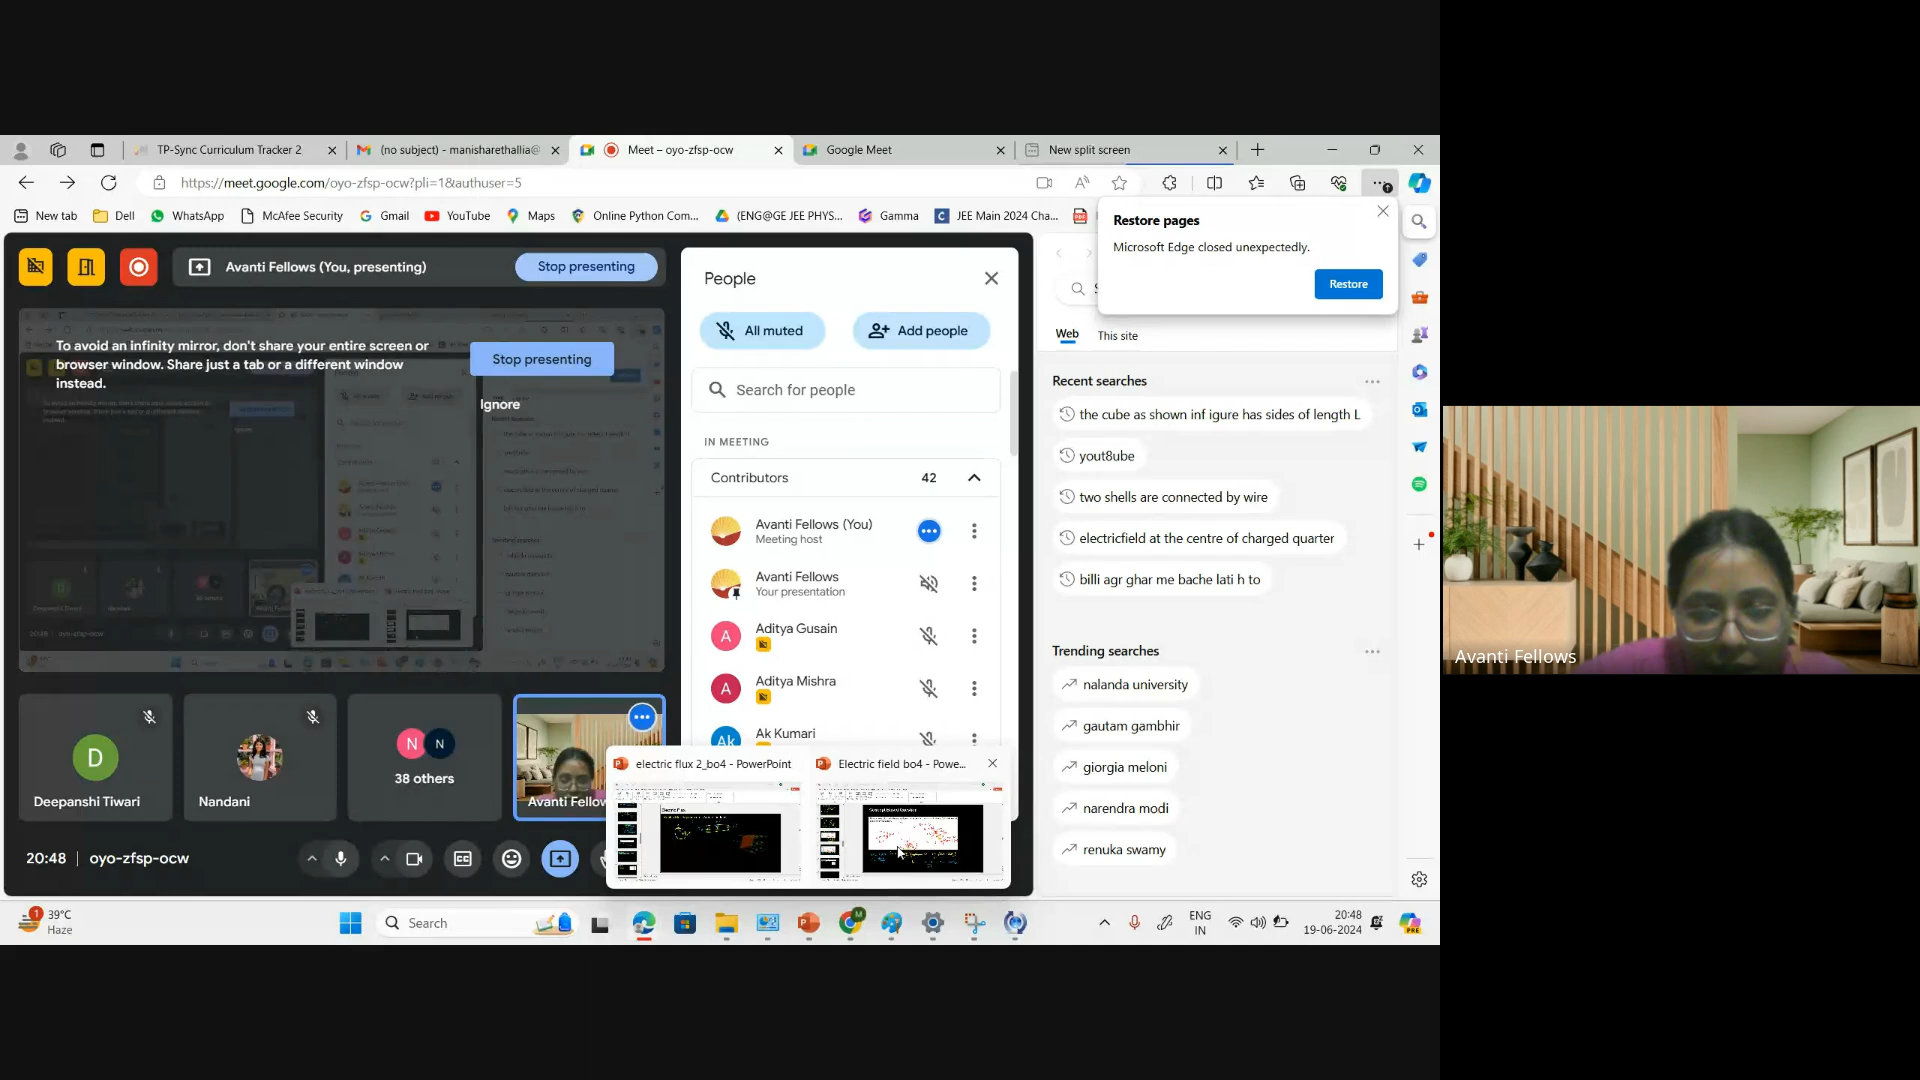 TP-Sync Curriculum Tracker 2
(no subject) - manisharethallia@
Meet – oyo-zfsp-ocw
Google Meet
New split screen
https://meet.google.com/oyo-zfsp-ocw?pli=1&authuser=5
New tab
Dell
WhatsApp
McAfee Security
Gmail
YouTube
Maps
Online Python Com...
(ENG@GE JEE PHYS...
Gamma
JEE Main 2024 Cha...
Restore pages
Microsoft Edge closed unexpectedly.
Restore
Avanti Fellows (You, presenting)
Stop presenting
To avoid an infinity mirror, don't share your entire screen or
browser window. Share just a tab or a different window
instead.
Stop presenting
Ignore
People
All muted
Add people
Search for people
IN MEETING
Contributors
42
Avanti Fellows (You)
Meeting host
Avanti Fellows
Your presentation
A
Aditya Gusain
A
Aditya Mishra
Ak
Ak Kumari
Web
This site
Recent searches
the cube as shown inf igure has sides of length L
yout8ube
two shells are connected by wire
electricfield at the centre of charged quarter
billi agr ghar me bache lati h to
Trending searches
nalanda university
gautam gambhir
giorgia meloni
narendra modi
renuka swamy
D
Deepanshi Tiwari
Nandani
N
N
38 others
Avanti Fellow
electric flux 2_bo4 - PowerPoint
Electric field bo4 - Powe...
20:48
oyo-zfsp-ocw
1
39°C
Haze
Search
M
ENG
IN
20:48
19-06-2024
PRE
Avanti Fellows